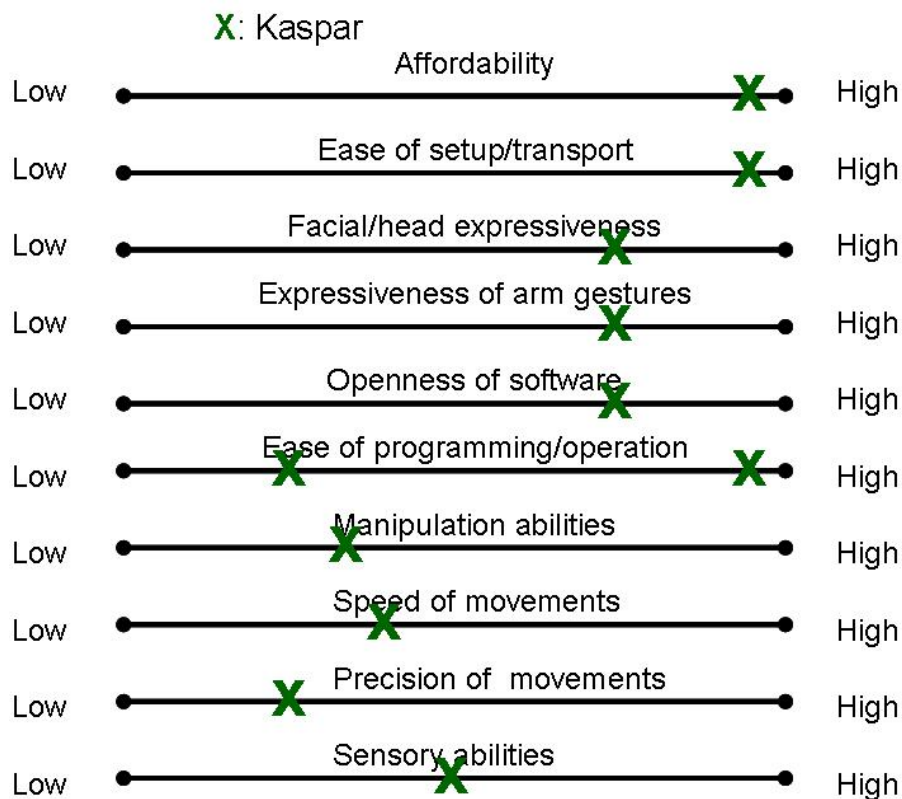 X: Kaspar
Affordability
Low High
Ease of setup/transport
Low High
Facial/head expressiveness
Low High
Expressiveness of arm gestures
Low High
Openness of software
Low High
Ease of programming/operation
Low High
Manipulation abilities
Low High
Speed of movements
Low High
Precision of movements
Low High
Sensory abilities
Low High